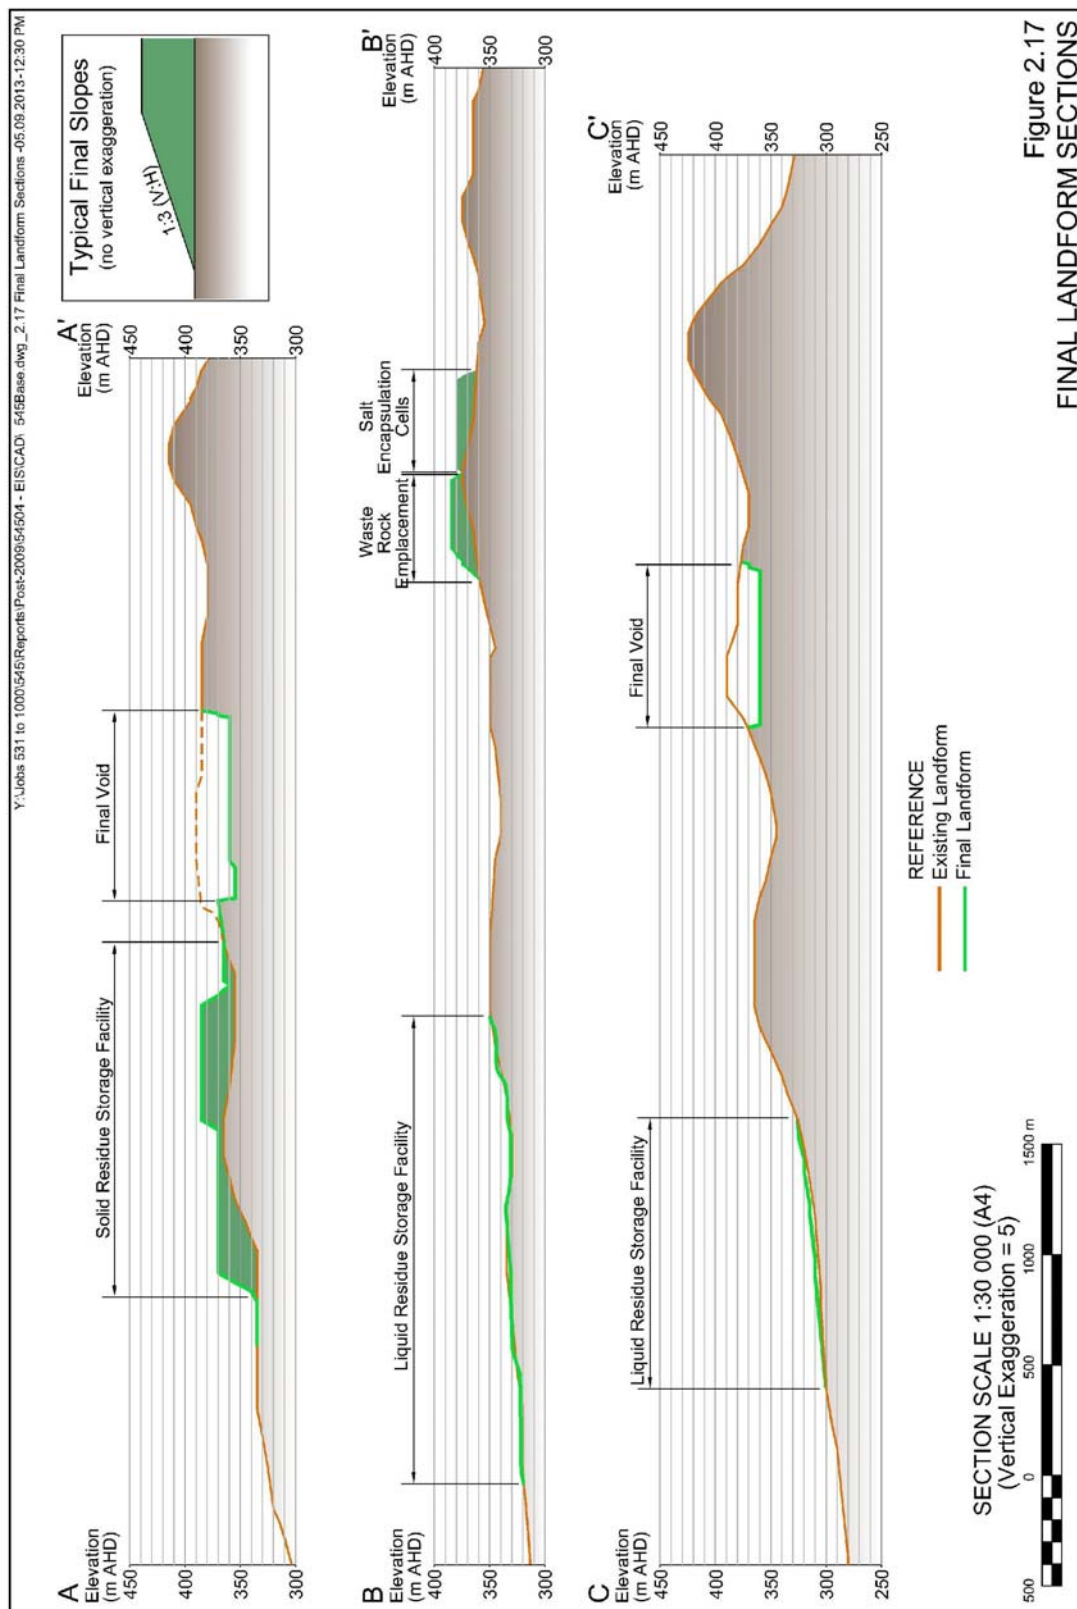 Y:\Jobs 531 to 1000\545\Reports\Post-2009\54504 - EIS\CAD\ 545Base.dwg_2.17 Final Landform Sections -05.09.2013-12:30 PM
Typical Final Slopes
(no vertical exaggeration)
1:3 (V:H)
A
Elevation
(m AHD)
450
400
350
300
Solid Residue Storage Facility
Final Void
A'
Elevation
(m AHD)
450
400
350
300
B
Elevation
(m AHD)
400
350
300
Liquid Residue Storage Facility
Waste
Rock
Emplacement
Salt
Encapsulation
Cells
B'
Elevation
(m AHD)
400
350
300
C
Elevation
(m AHD)
450
400
350
300
250
Liquid Residue Storage Facility
Final Void
C'
Elevation
(m AHD)
450
400
350
300
250
REFERENCE
Existing Landform
Final Landform
SECTION SCALE 1:30 000 (A4)
(Vertical Exaggeration = 5)
500 0 500 1000 1500 m
Figure 2.17
FINAL LANDFORM SECTIONS